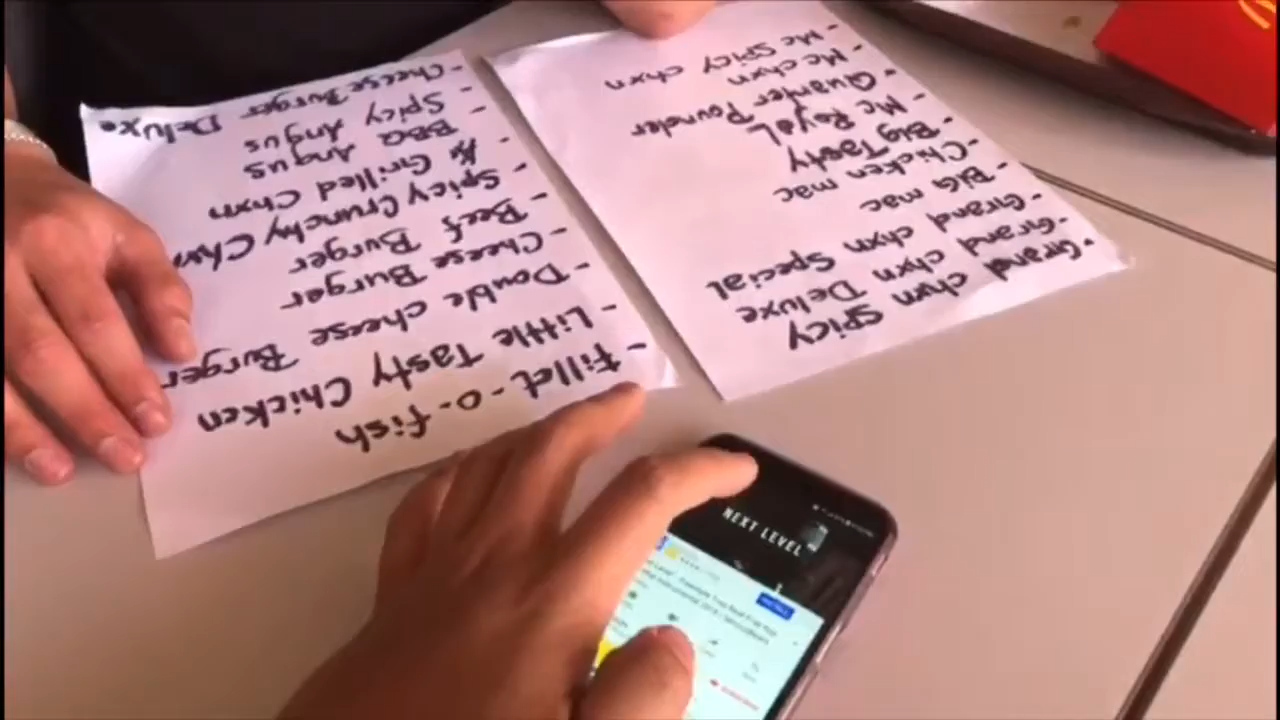 - Grand chxn SPicy
- Grand chxn Deluxe
- Grand chxn Special
- BIG mac
- Chicken mac
- Big Tasty
- Mc Royal
- Quarter Pounder
- Mc chxn
- Mc SPicy chxn
- Fillet-o-fish
- Little Tasty Chicken
- Double cheese Burger
- Cheese Burger
- Beef Burger
- Spicy Crunchy Chxn
- Grilled Chxn
- BBQ Angus
- Spicy Angus
- Cheese Burger Deluxe
NEXT LEVEL
INSTALL